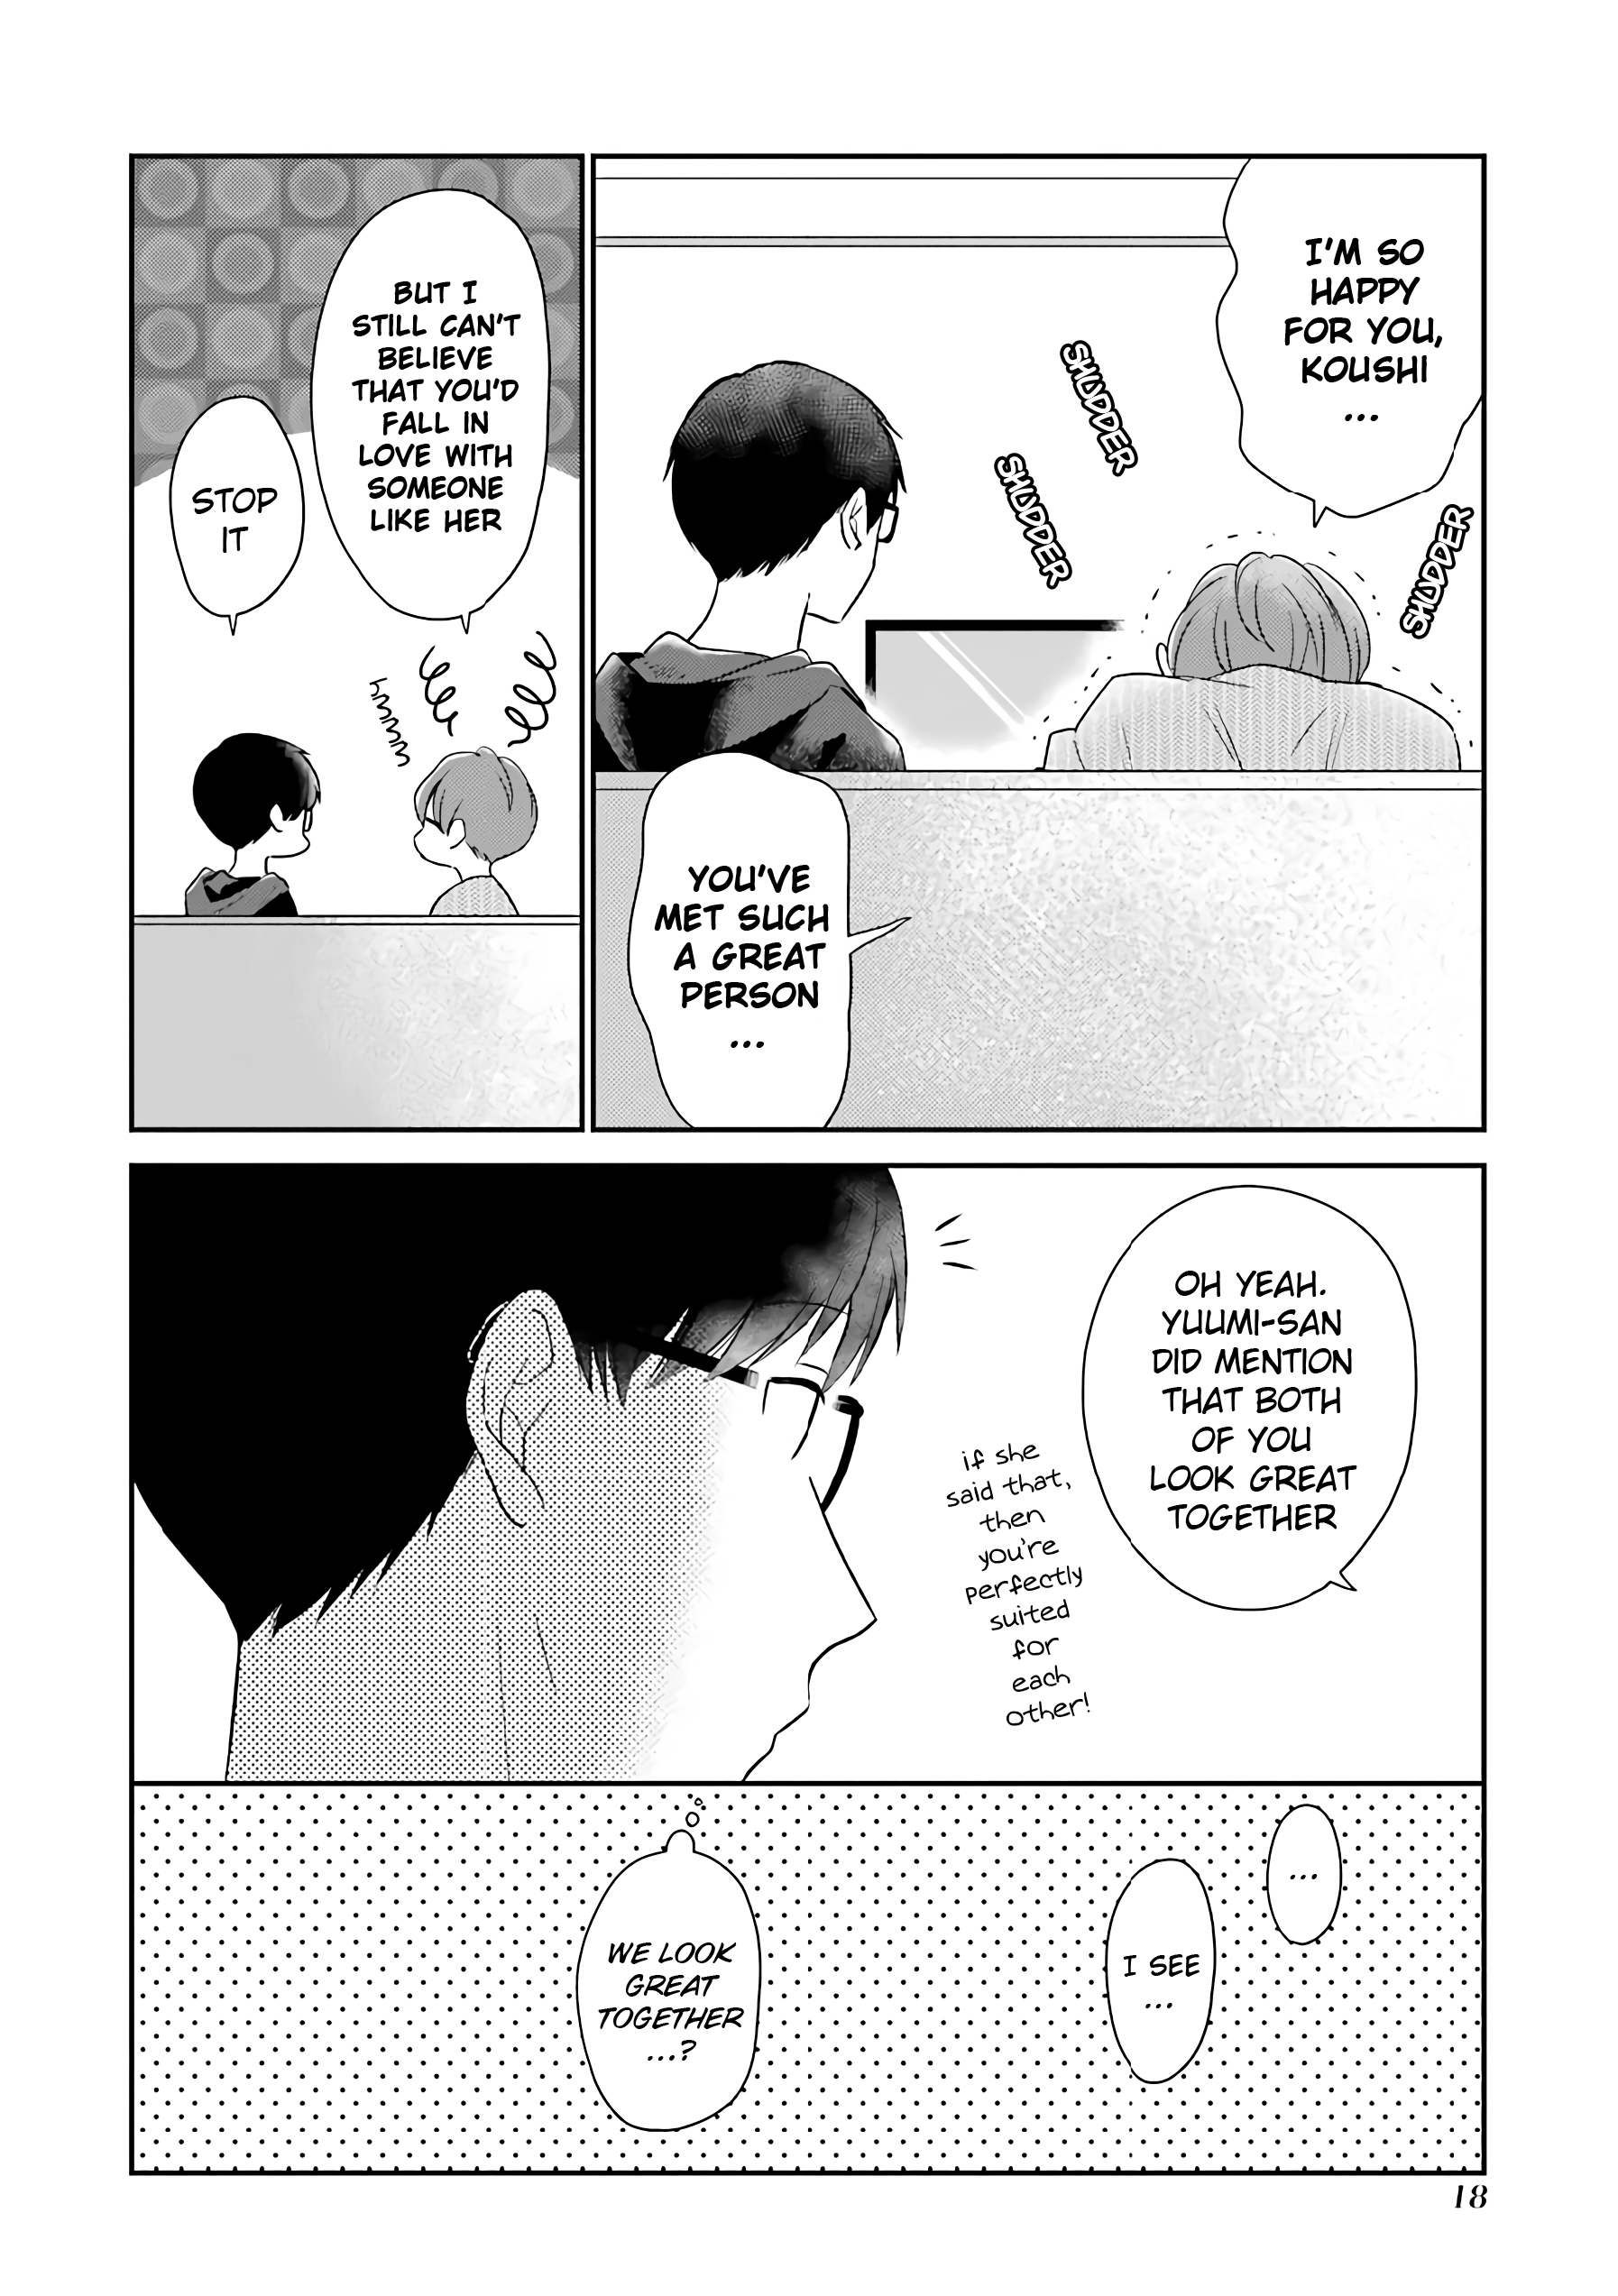 I'M SO
HAPPY
FOR YOU,
KOUSHI
...
SHUDDER
SHUDDER
SHUDDER
YOU'VE
MET SUCH
A GREAT
PERSON
...
BUT I
STILL CAN'T
BELIEVE
THAT YOU'D
FALL IN
LOVE WITH
SOMEONE
LIKE HER
hmmmm
STOP
IT
OH YEAH.
YUUMI-SAN
DID MENTION
THAT BOTH
OF YOU
LOOK GREAT
TOGETHER
if she
said that,
then
you're
perfectly
suited
for
each
other!
...
I SEE
...
WE LOOK
GREAT
TOGETHER
...?
18